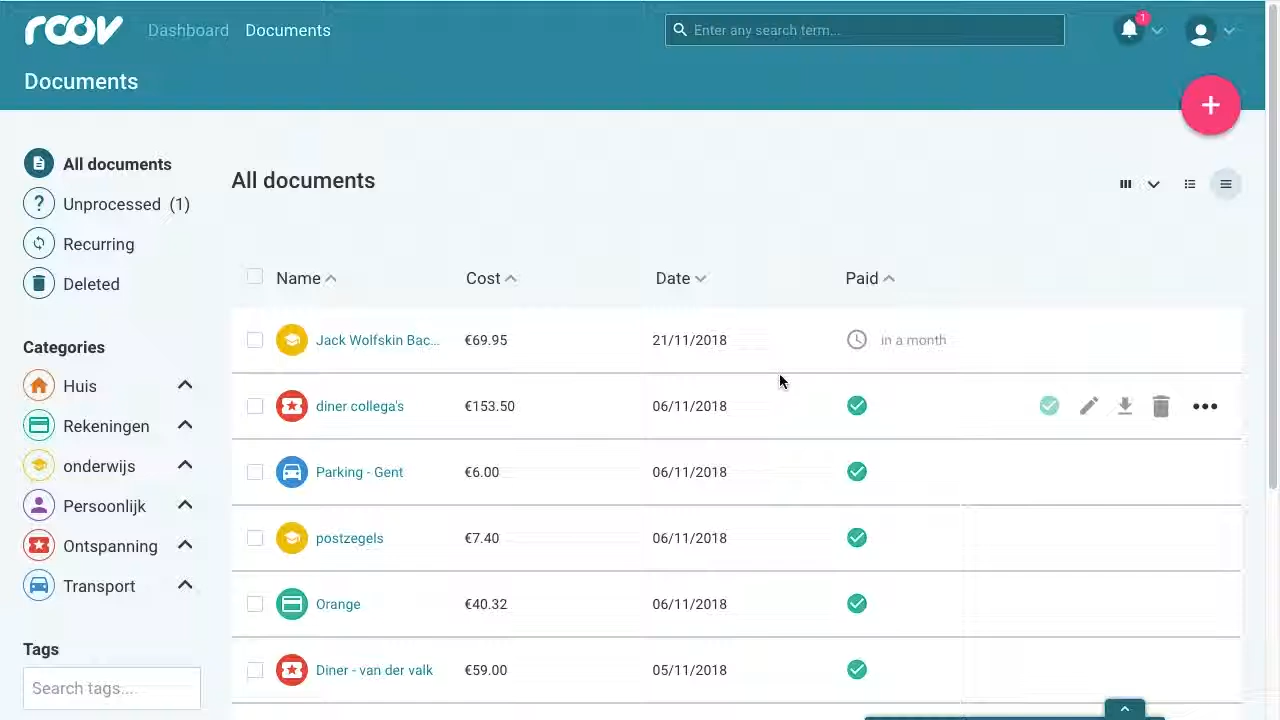 roov Dashboard Documents Enter any search term... 1
Documents
+
All documents
Unprocessed (1)
Recurring
Deleted
Categories
Huis
Rekeningen
onderwijs
Persoonlijk
Ontspanning
Transport
Tags
Search tags....
All documents
Name Cost Date Paid
Jack Wolfskin Bac... €69.95 21/11/2018 in a month
diner collega's €153.50 06/11/2018
Parking - Gent €6.00 06/11/2018
postzegels €7.40 06/11/2018
Orange €40.32 06/11/2018
Diner - van der valk €59.00 05/11/2018